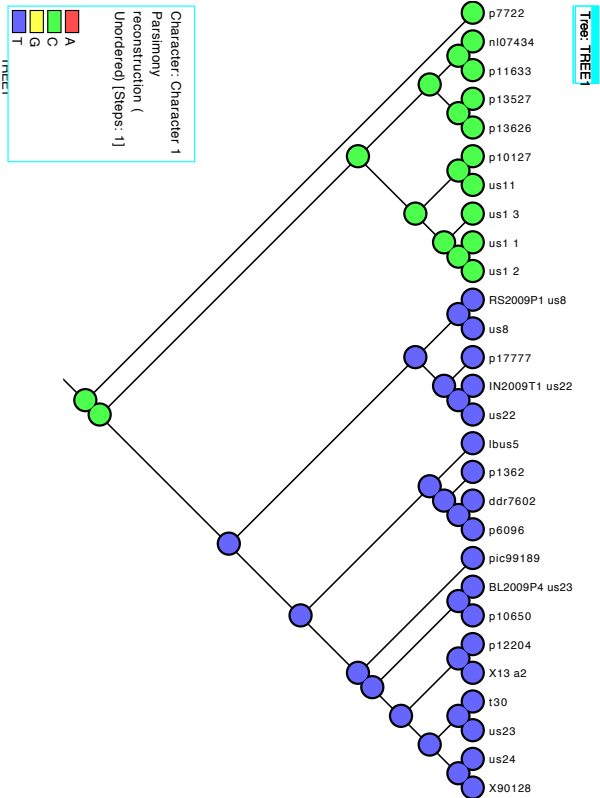 Tree: TREE1
Character: Character 1
Parsimony
reconstruction (
Unordered) [Steps: 1]
A
C
G
T
p7722
nl07434
p11633
p13527
p13626
p10127
us11
us1 3
us1 1
us1 2
RS2009P1 us8
us8
p17777
IN2009T1 us22
us22
lbus5
p1362
ddr7602
p6096
pic99189
BL2009P4 us23
p10650
p12204
X13 a2
t30
us23
us24
X90128